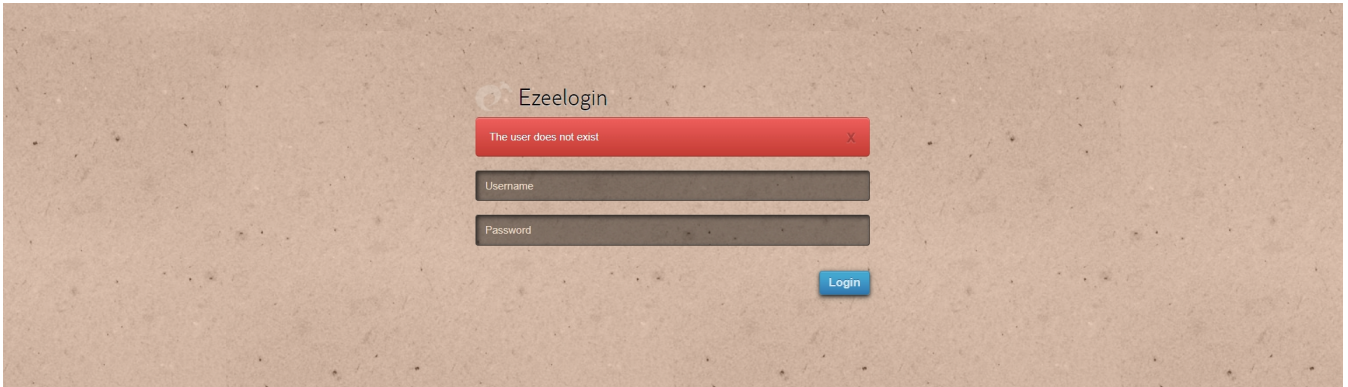 Ezeelogin
The user does not exist X
Username
Password
Login